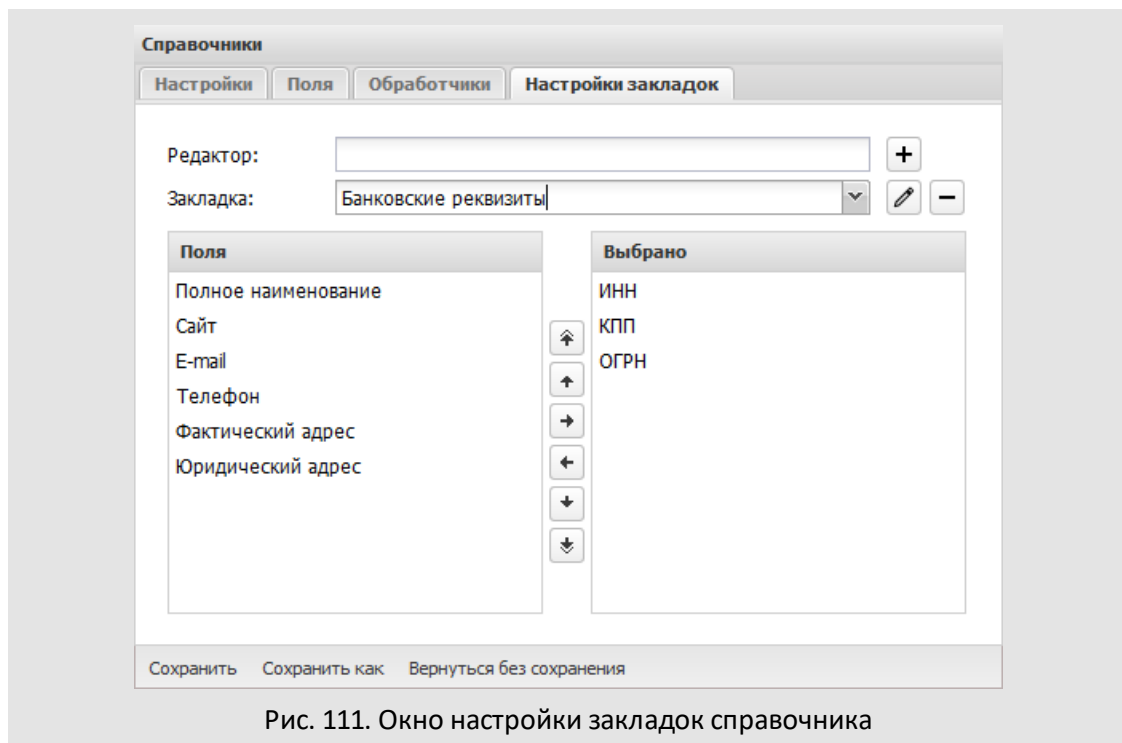 Справочники
Настройки Поля Обработчики Настройки закладок
Редактор:
Закладка: Банковские реквизиты
Поля Выбрано
Полное наименование ИНН
Сайт КПП
E-mail ОГРН
Телефон
Фактический адрес
Юридический адрес
Сохранить Сохранить как Вернуться без сохранения
Рис. 111. Окно настройки закладок справочника